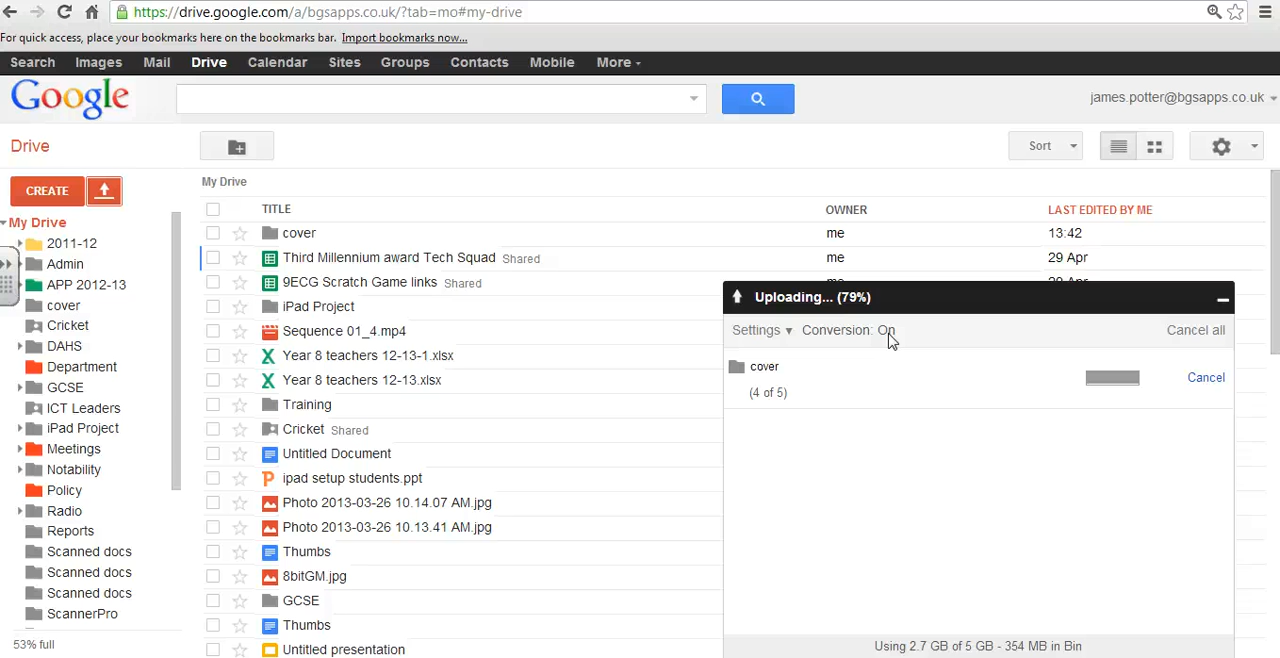 https://drive.google.com/a/bgsapps.co.uk/?tab=mo#my-drive
For quick access, place your bookmarks here on the bookmarks bar. Import bookmarks now...
Search Images Mail Drive Calendar Sites Groups Contacts Mobile More
Google
james.potter@bgsapps.co.uk
Drive
Sort
My Drive
CREATE
TITLE OWNER LAST EDITED BY ME
My Drive
2011-12
Admin
APP 2012-13
cover
Cricket
DAHS
Department
GCSE
ICT Leaders
iPad Project
Meetings
Notability
Policy
Radio
Reports
Scanned docs
Scanned docs
Scanned docs
ScannerPro
53% full
cover me 13:42
Third Millennium award Tech Squad Shared me 29 Apr
9ECG Scratch Game links Shared me 29 Apr
iPad Project
Sequence 01_4.mp4
Year 8 teachers 12-13-1.xlsx
Year 8 teachers 12-13.xlsx
Training
Cricket Shared
Untitled Document
ipad setup students.ppt
Photo 2013-03-26 10.14.07 AM.jpg
Photo 2013-03-26 10.13.41 AM.jpg
Thumbs
8bitGM.jpg
GCSE
Thumbs
Untitled presentation
Uploading... (79%)
Settings Conversion: On Cancel all
cover
(4 of 5)
Cancel
Using 2.7 GB of 5 GB - 354 MB in Bin